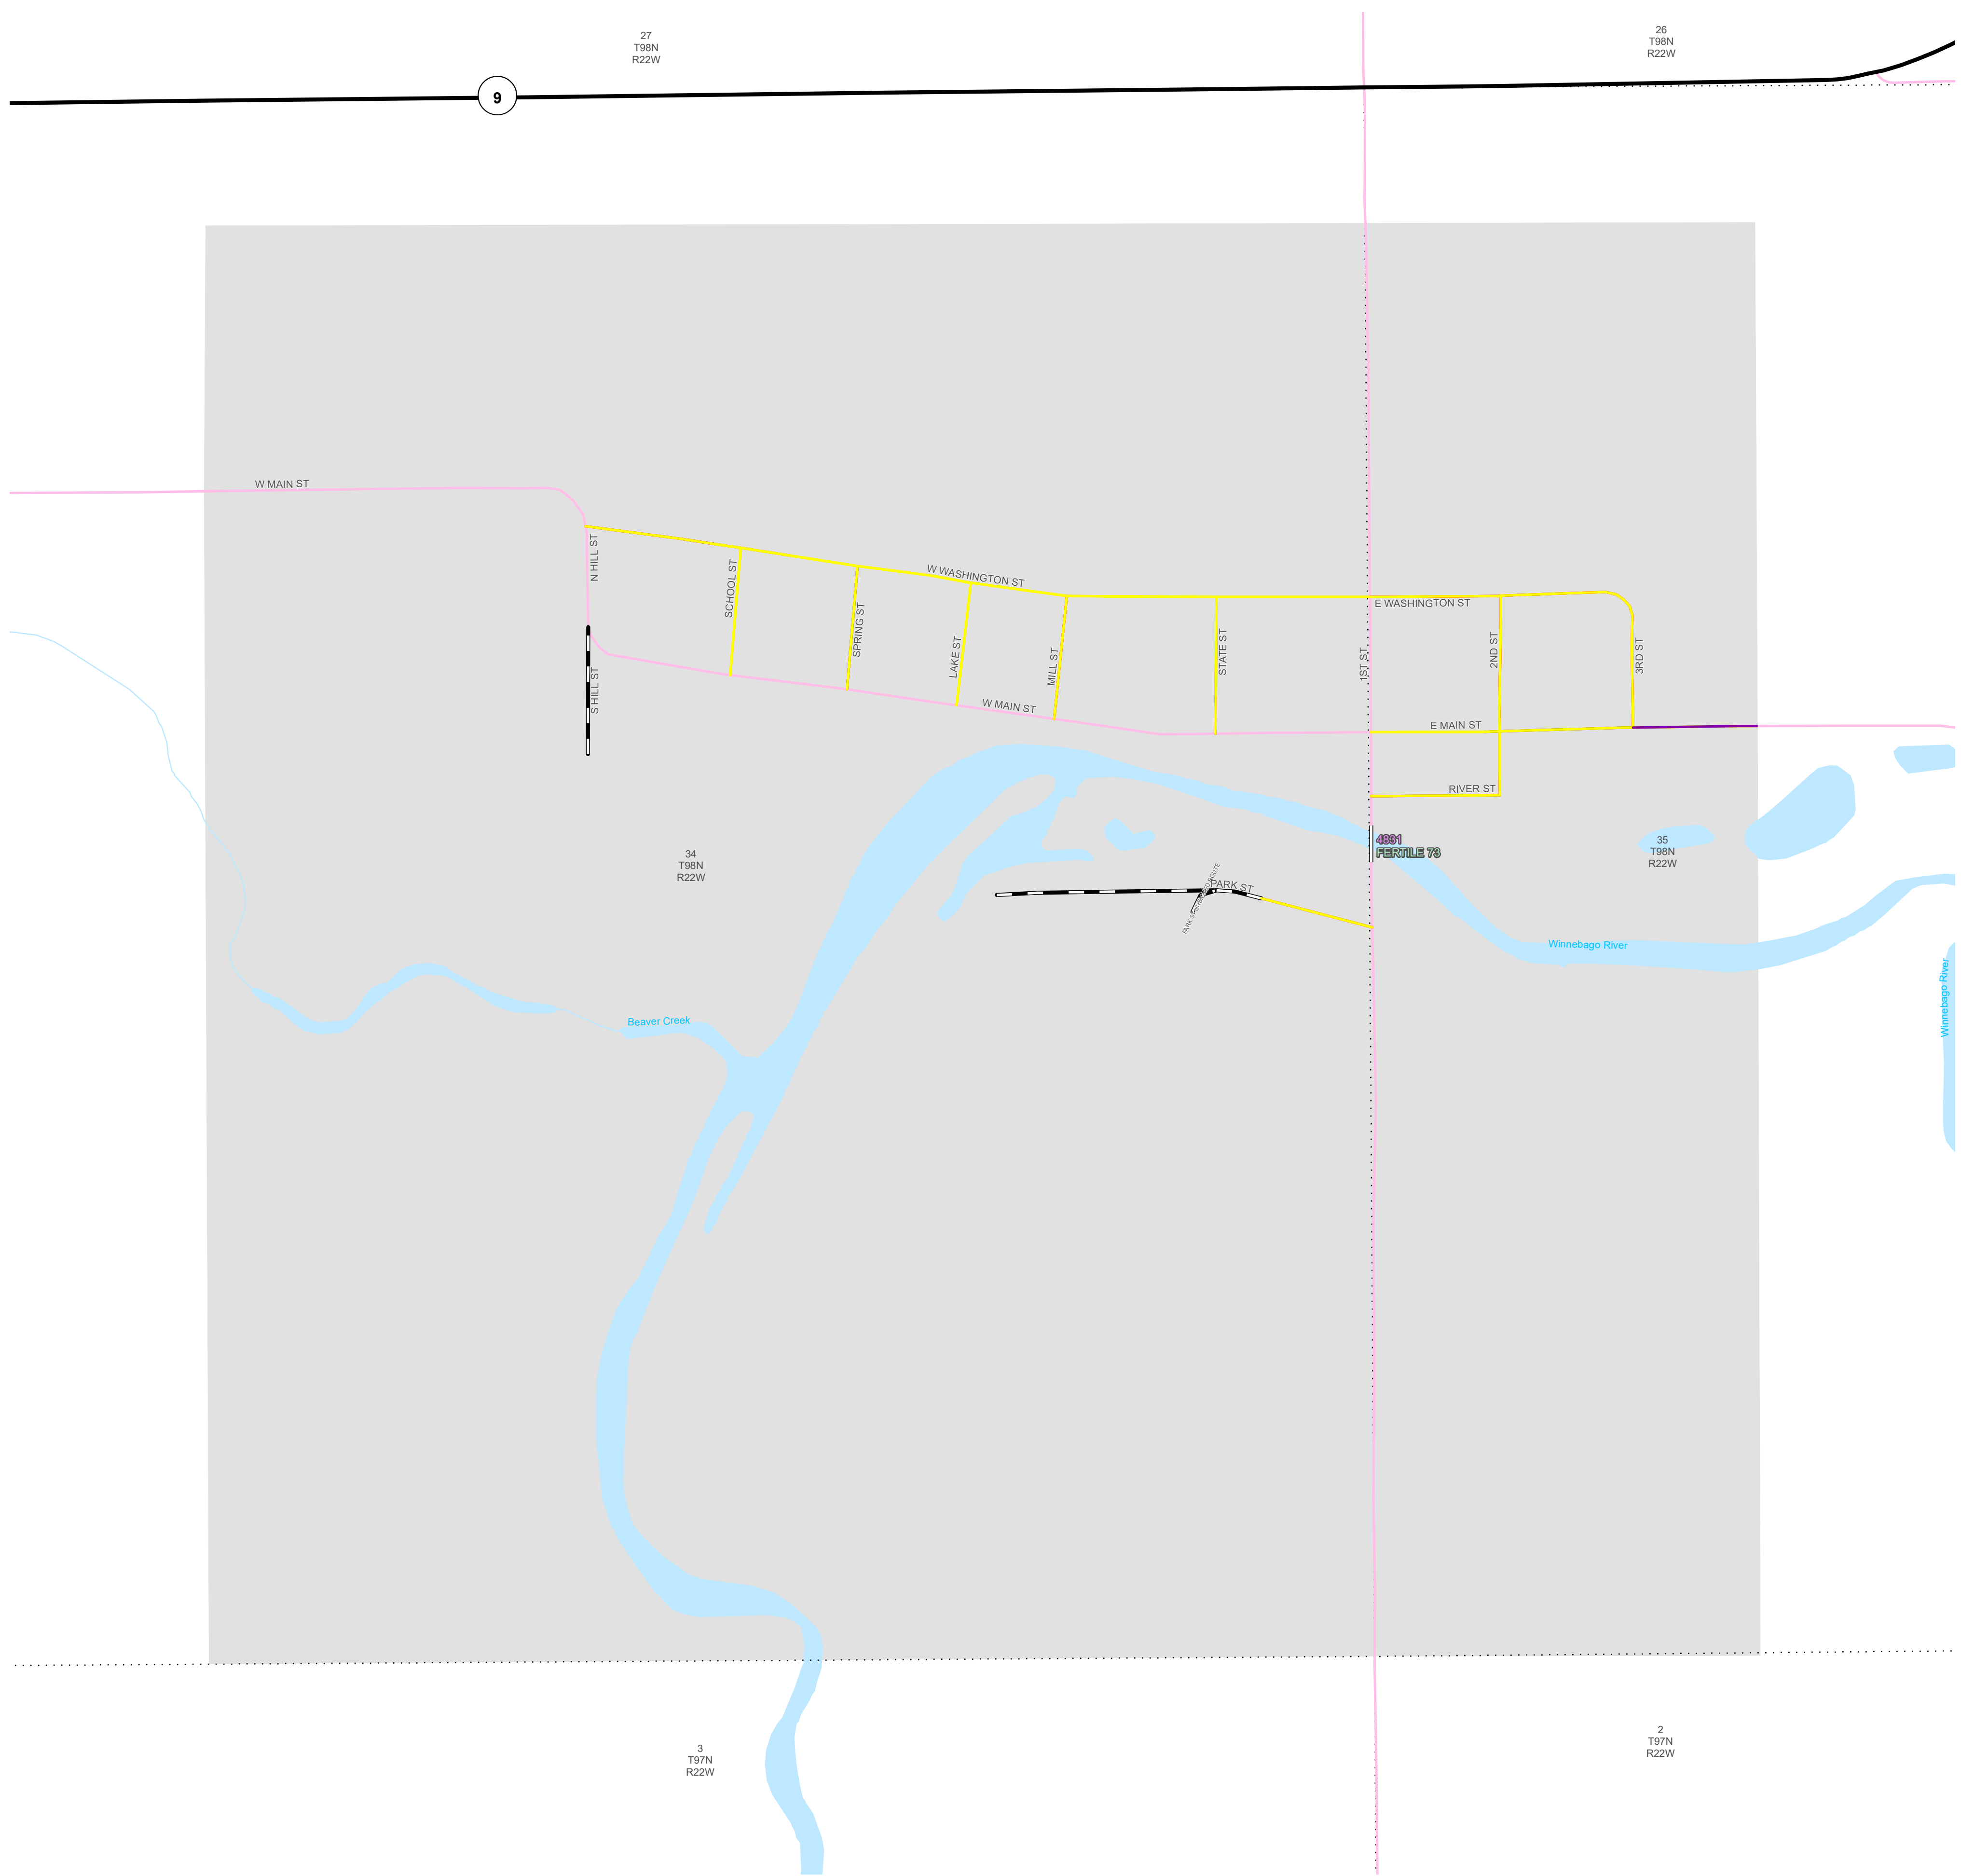 27
T98N
R22W
26
T98N
R22W
9
W MAIN ST
N HILL ST
SCHOOL ST
W WASHINGTON ST
SPRING ST
LAKE ST
MILL ST
STATE ST
E WASHINGTON ST
1ST ST
2ND ST
3RD ST
S HILL ST
W MAIN ST
E MAIN ST
RIVER ST
4831
FERTILE 73
34
T98N
R22W
35
T98N
R22W
PARK ST
Winnebago River
Winnebago River
Beaver Creek
3
T97N
R22W
2
T97N
R22W